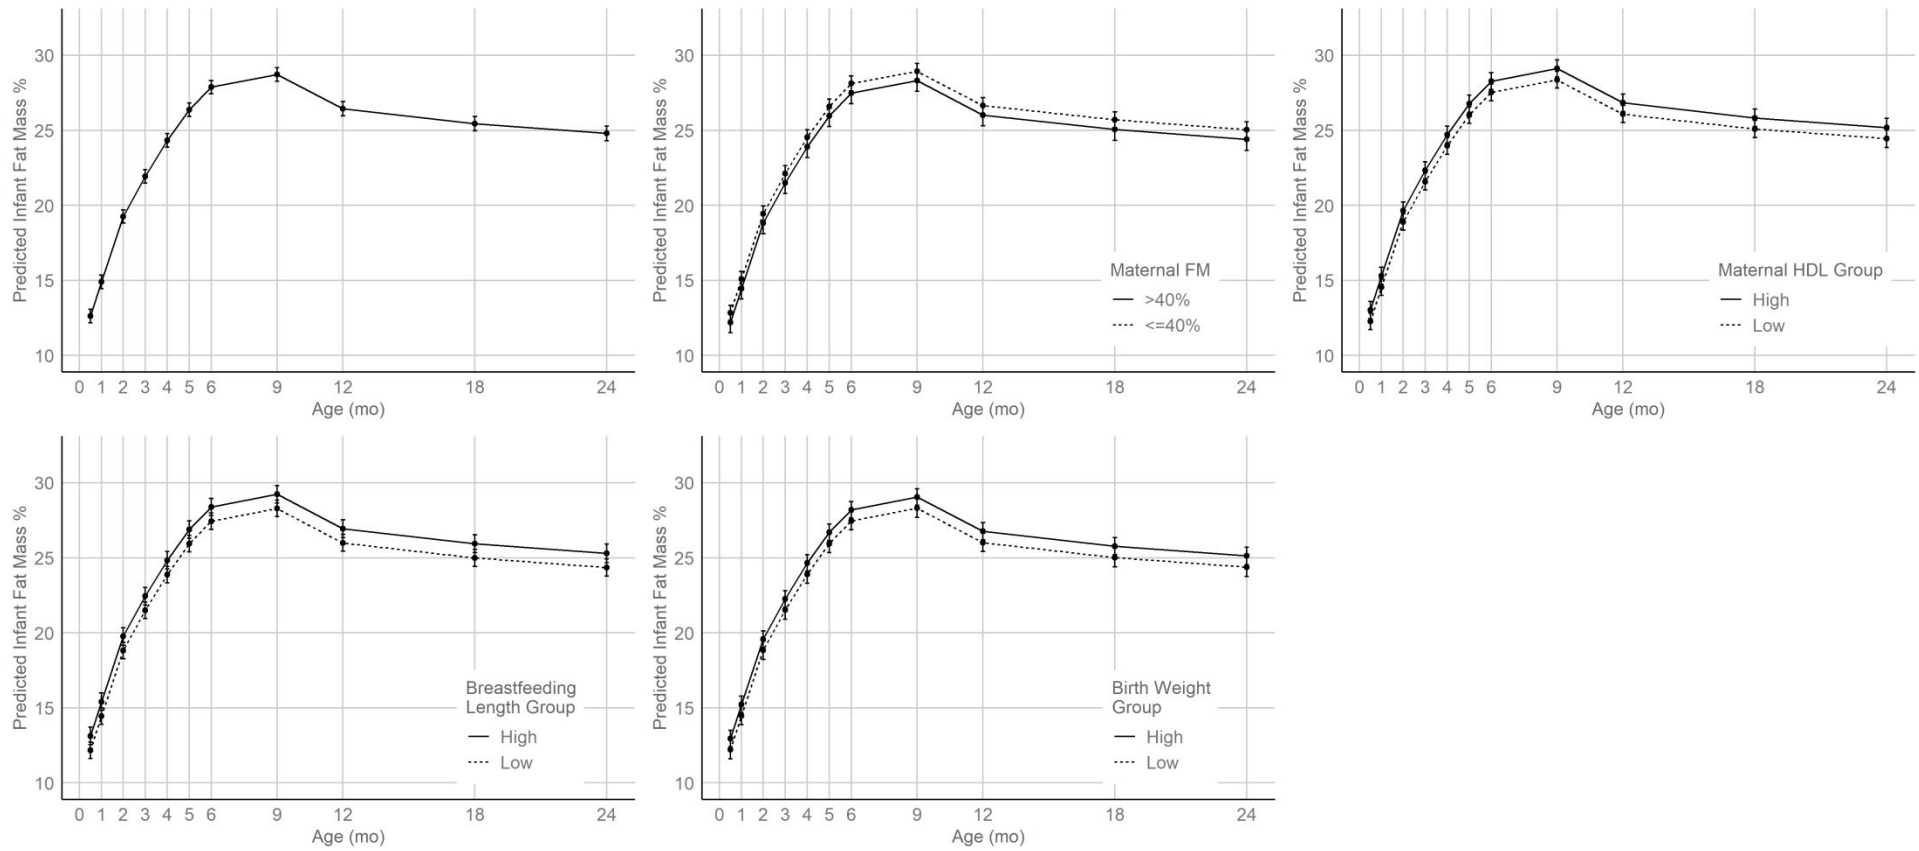 Predicted Infant Fat Mass %
30
25
20
15
10
0 1 2 3 4 5 6 9 12 18 24
Age (mo)
Predicted Infant Fat Mass %
30
25
20
15
10
Maternal FM
>40%
<=40%
0 1 2 3 4 5 6 9 12 18 24
Age (mo)
Predicted Infant Fat Mass %
30
25
20
15
10
Maternal HDL Group
High
Low
0 1 2 3 4 5 6 9 12 18 24
Age (mo)
Predicted Infant Fat Mass %
30
25
20
15
10
Breastfeeding
Length Group
High
Low
0 1 2 3 4 5 6 9 12 18 24
Age (mo)
Predicted Infant Fat Mass %
30
25
20
15
10
Birth Weight
Group
High
Low
0 1 2 3 4 5 6 9 12 18 24
Age (mo)